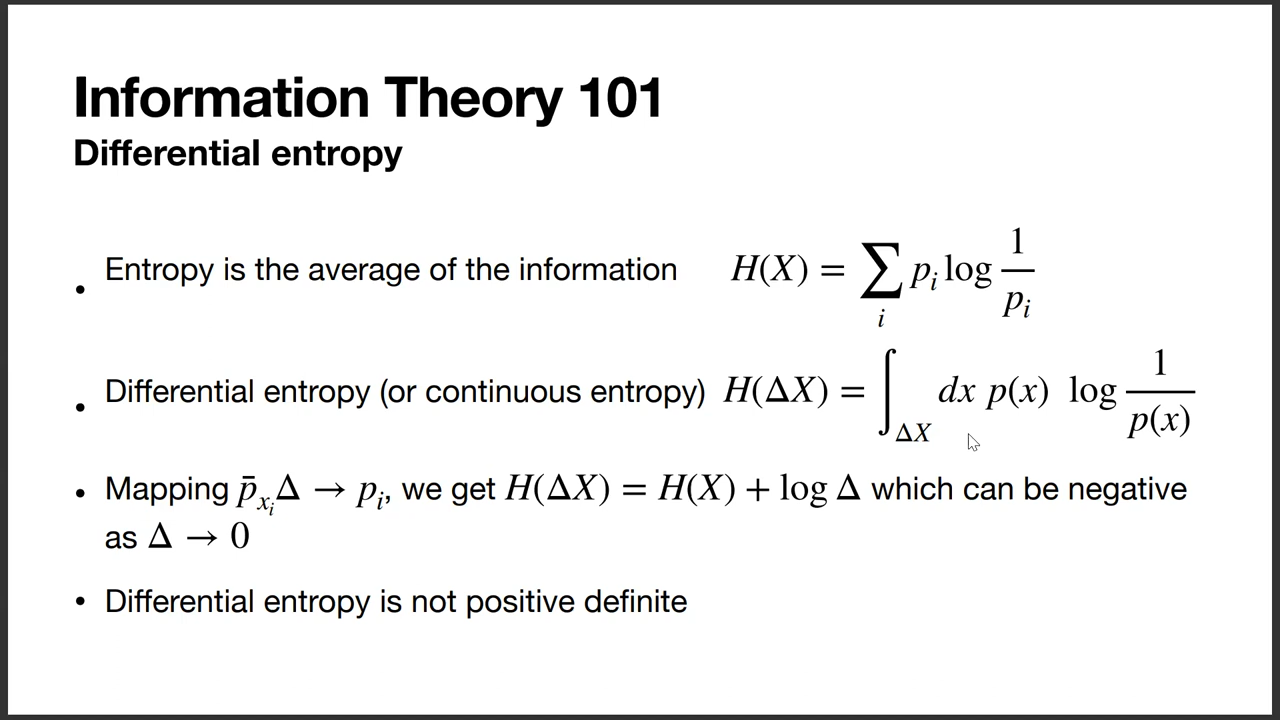 Information Theory 101
Differential entropy
• Entropy is the average of the information H(X) = ∑_i p_i log 1/p_i
• Differential entropy (or continuous entropy) H(ΔX) = ∫_ΔX dx p(x) log 1/p(x)
• Mapping p̄_{x_i}Δ → p_i, we get H(ΔX) = H(X) + log Δ which can be negative
as Δ → 0
• Differential entropy is not positive definite